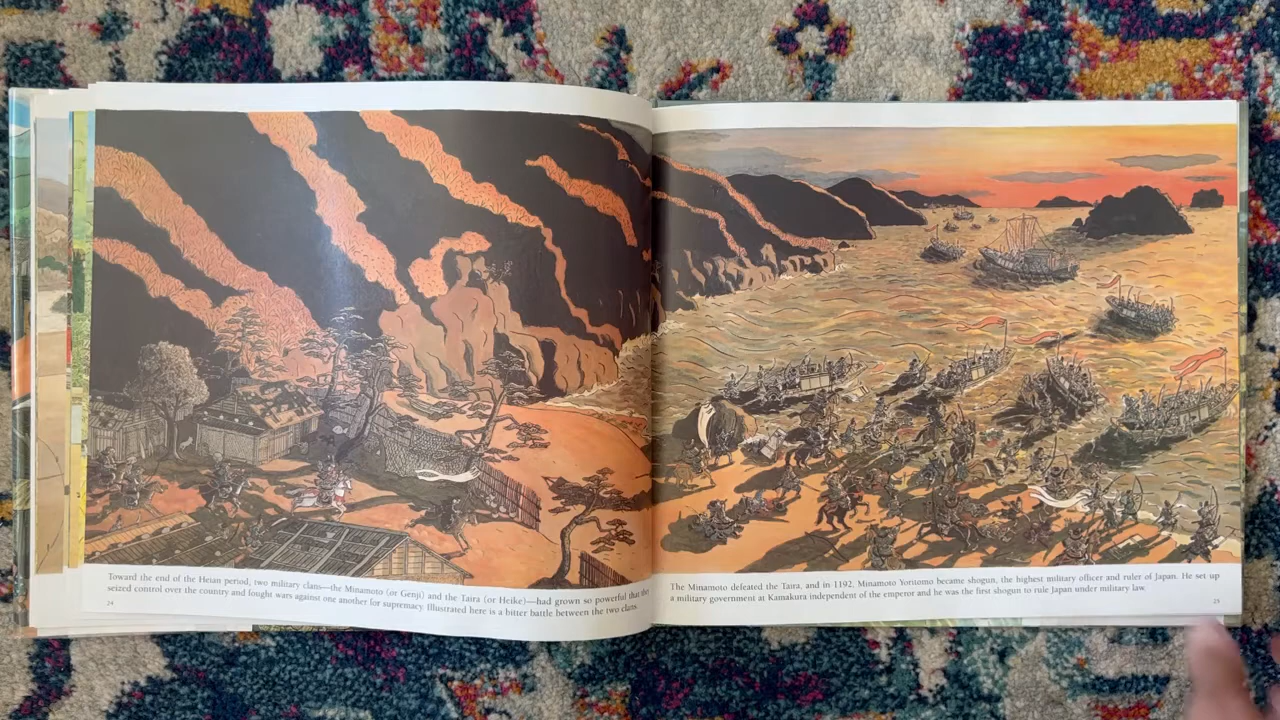 Toward the end of the Heian period, two military clans—the Minamoto (or Genji) and the Taira (or Heike)—had grown so powerful that they
seized control over the country and fought wars against one another for supremacy. Illustrated here is a bitter battle between the two clans.
24
The Minamoto defeated the Taira, and in 1192, Minamoto Yoritomo became shogun, the highest military officer and ruler of Japan. He set up
a military government at Kamakura independent of the emperor and he was the first shogun to rule Japan under military law.
25